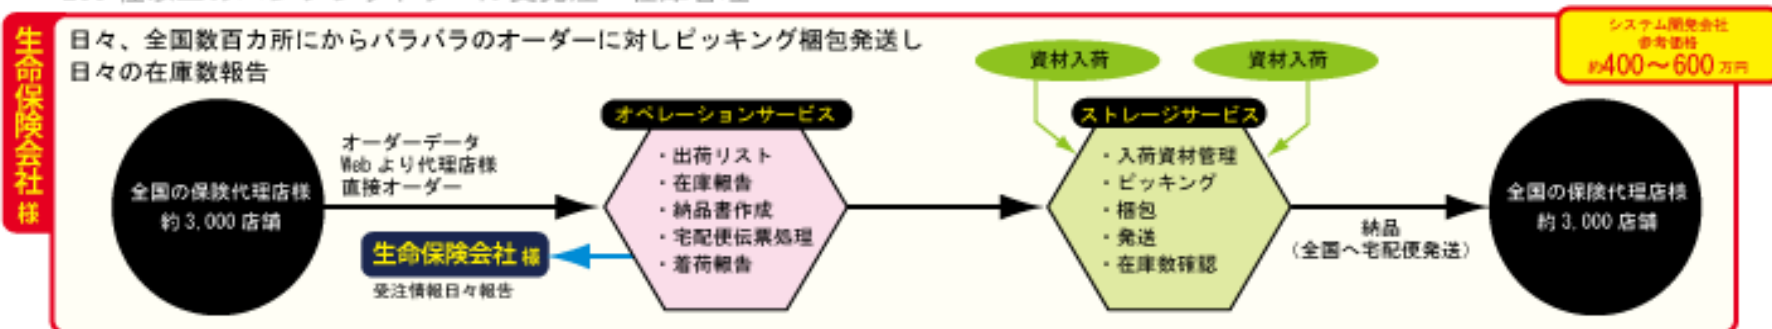 生命保険会社様
日々、全国数百カ所にからバラバラのオーダーに対しピッキング梱包発送し
日々の在庫数報告
システム開発会社
参考価格
約400～600万円
資材入荷
資材入荷
全国の保険代理店様
約3,000店舗
オーダーデータ
Webより代理店様
直接オーダー
生命保険会社様
受注情報日々報告
オペレーションサービス
・出荷リスト
・在庫報告
・納品書作成
・宅配便伝票処理
・着荷報告
ストレージサービス
・入荷資材管理
・ピッキング
・梱包
・発送
・在庫数確認
納品
(全国へ宅配便発送)
全国の保険代理店様
約3,000店舗